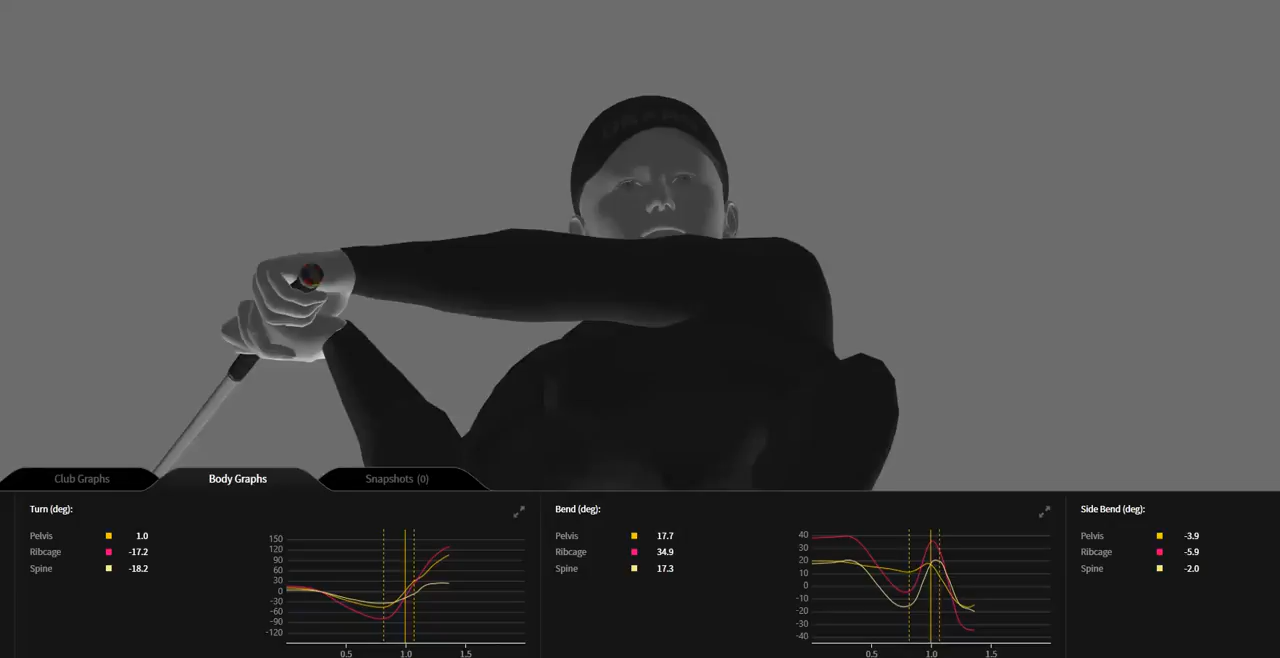 Club Graphs
Body Graphs
Snapshots (0)
Turn (deg):
Pelvis 1.0
Ribcage -17.2
Spine -18.2
150
120
90
60
30
0
-30
-60
-90
-120
0.5 1.0 1.5
Bend (deg):
Pelvis 17.7
Ribcage 34.9
Spine 17.3
40
30
20
10
0
-10
-20
-30
-40
0.5 1.0 1.5
Side Bend (deg):
Pelvis -3.9
Ribcage -5.9
Spine -2.0